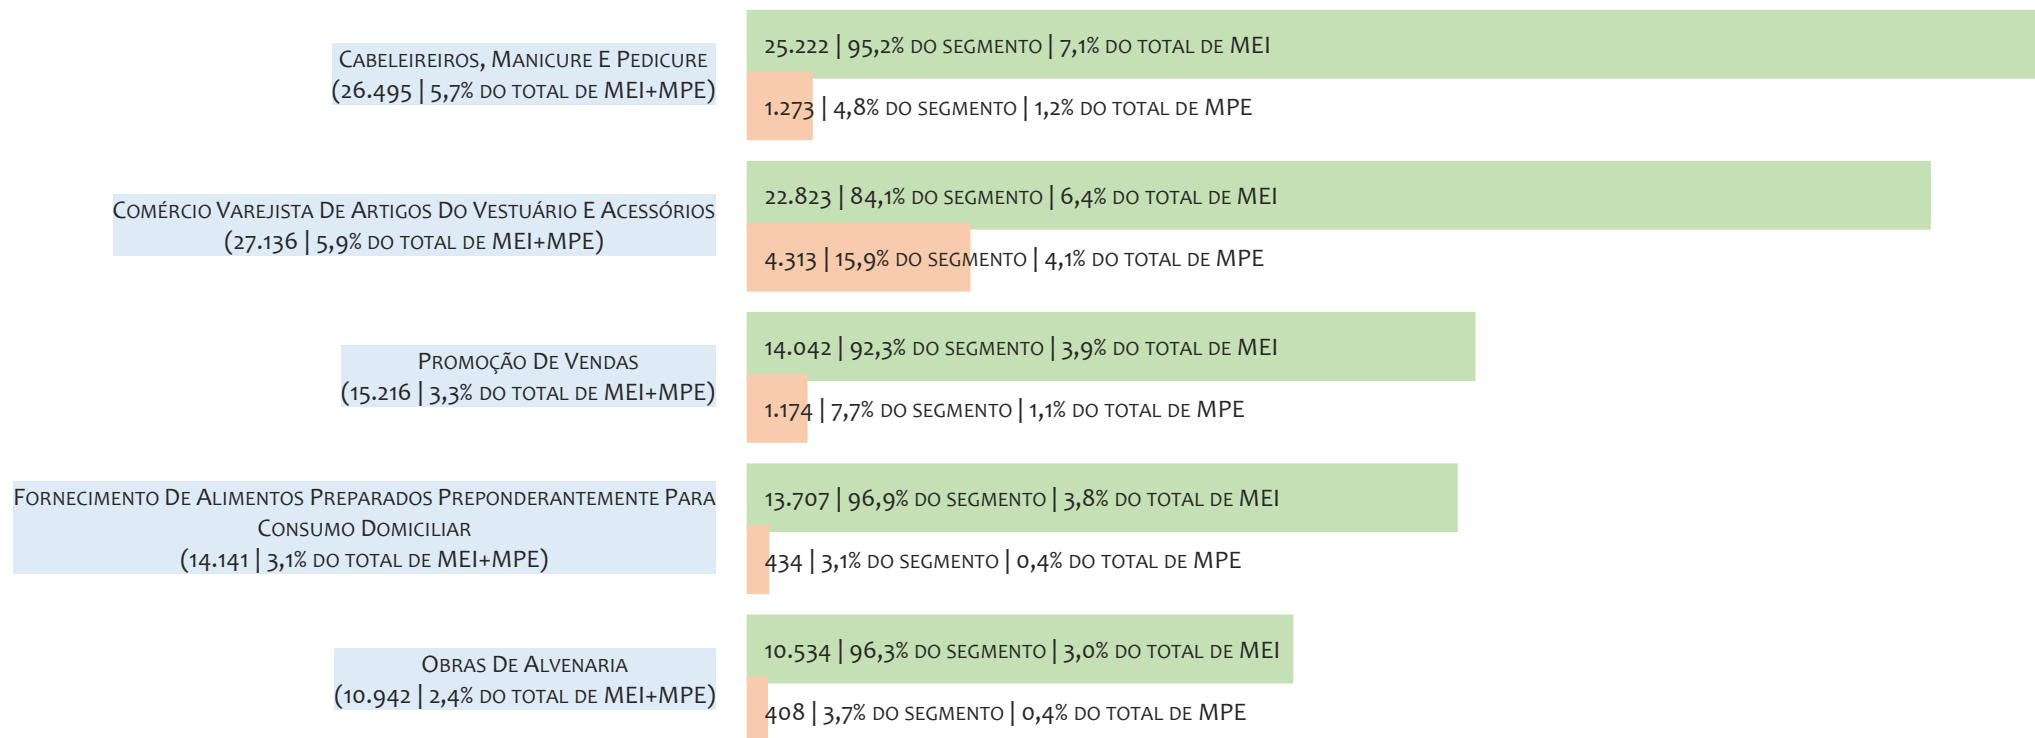 Cabeleireiros, Manicure E Pedicure
(26.495 | 5,7% do total de MEI+MPE)
25.222 | 95,2% do segmento | 7,1% do total de MEI
1.273 | 4,8% do segmento | 1,2% do total de MPE
Comércio Varejista De Artigos Do Vestuário E Acessórios
(27.136 | 5,9% do total de MEI+MPE)
22.823 | 84,1% do segmento | 6,4% do total de MEI
4.313 | 15,9% do segmento | 4,1% do total de MPE
Promoção De Vendas
(15.216 | 3,3% do total de MEI+MPE)
14.042 | 92,3% do segmento | 3,9% do total de MEI
1.174 | 7,7% do segmento | 1,1% do total de MPE
Fornecimento De Alimentos Preparados Preponderantemente Para
Consumo Domiciliar
(14.141 | 3,1% do total de MEI+MPE)
13.707 | 96,9% do segmento | 3,8% do total de MEI
434 | 3,1% do segmento | 0,4% do total de MPE
Obras De Alvenaria
(10.942 | 2,4% do total de MEI+MPE)
10.534 | 96,3% do segmento | 3,0% do total de MEI
408 | 3,7% do segmento | 0,4% do total de MPE